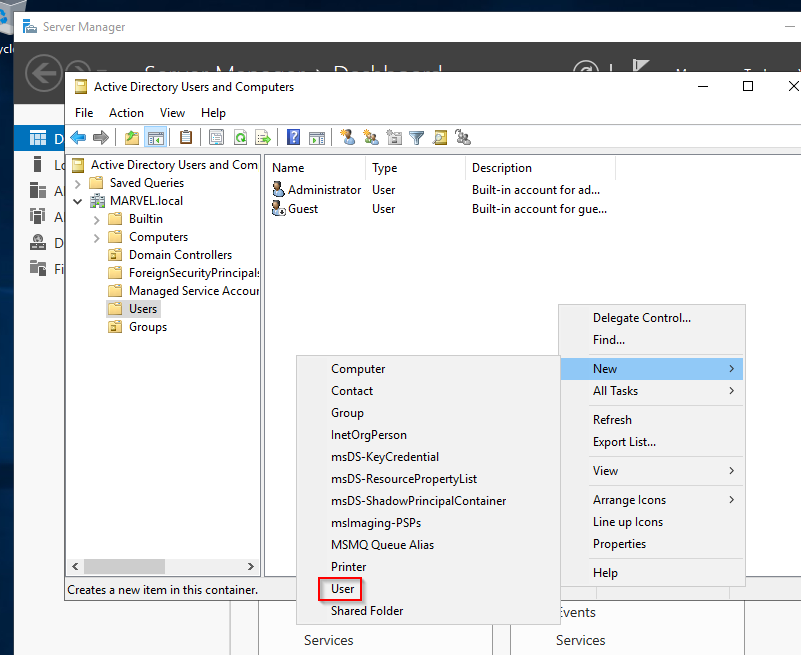 Server Manager
Active Directory Users and Computers
File Action View Help
Active Directory Users and Com
Saved Queries
MARVEL.local
Builtin
Computers
Domain Controllers
ForeignSecurityPrincipals
Managed Service Accour
Users
Groups
Name Type Description
Administrator User Built-in account for ad...
Guest User Built-in account for gue...
Delegate Control...
Find...
New
All Tasks
Refresh
Export List...
View
Arrange Icons
Line up Icons
Properties
Help
Computer
Contact
Group
InetOrgPerson
msDS-KeyCredential
msDS-ResourcePropertyList
msDS-ShadowPrincipalContainer
msImaging-PSPs
MSMQ Queue Alias
Printer
User
Shared Folder
Creates a new item in this container.
Events
Services Services